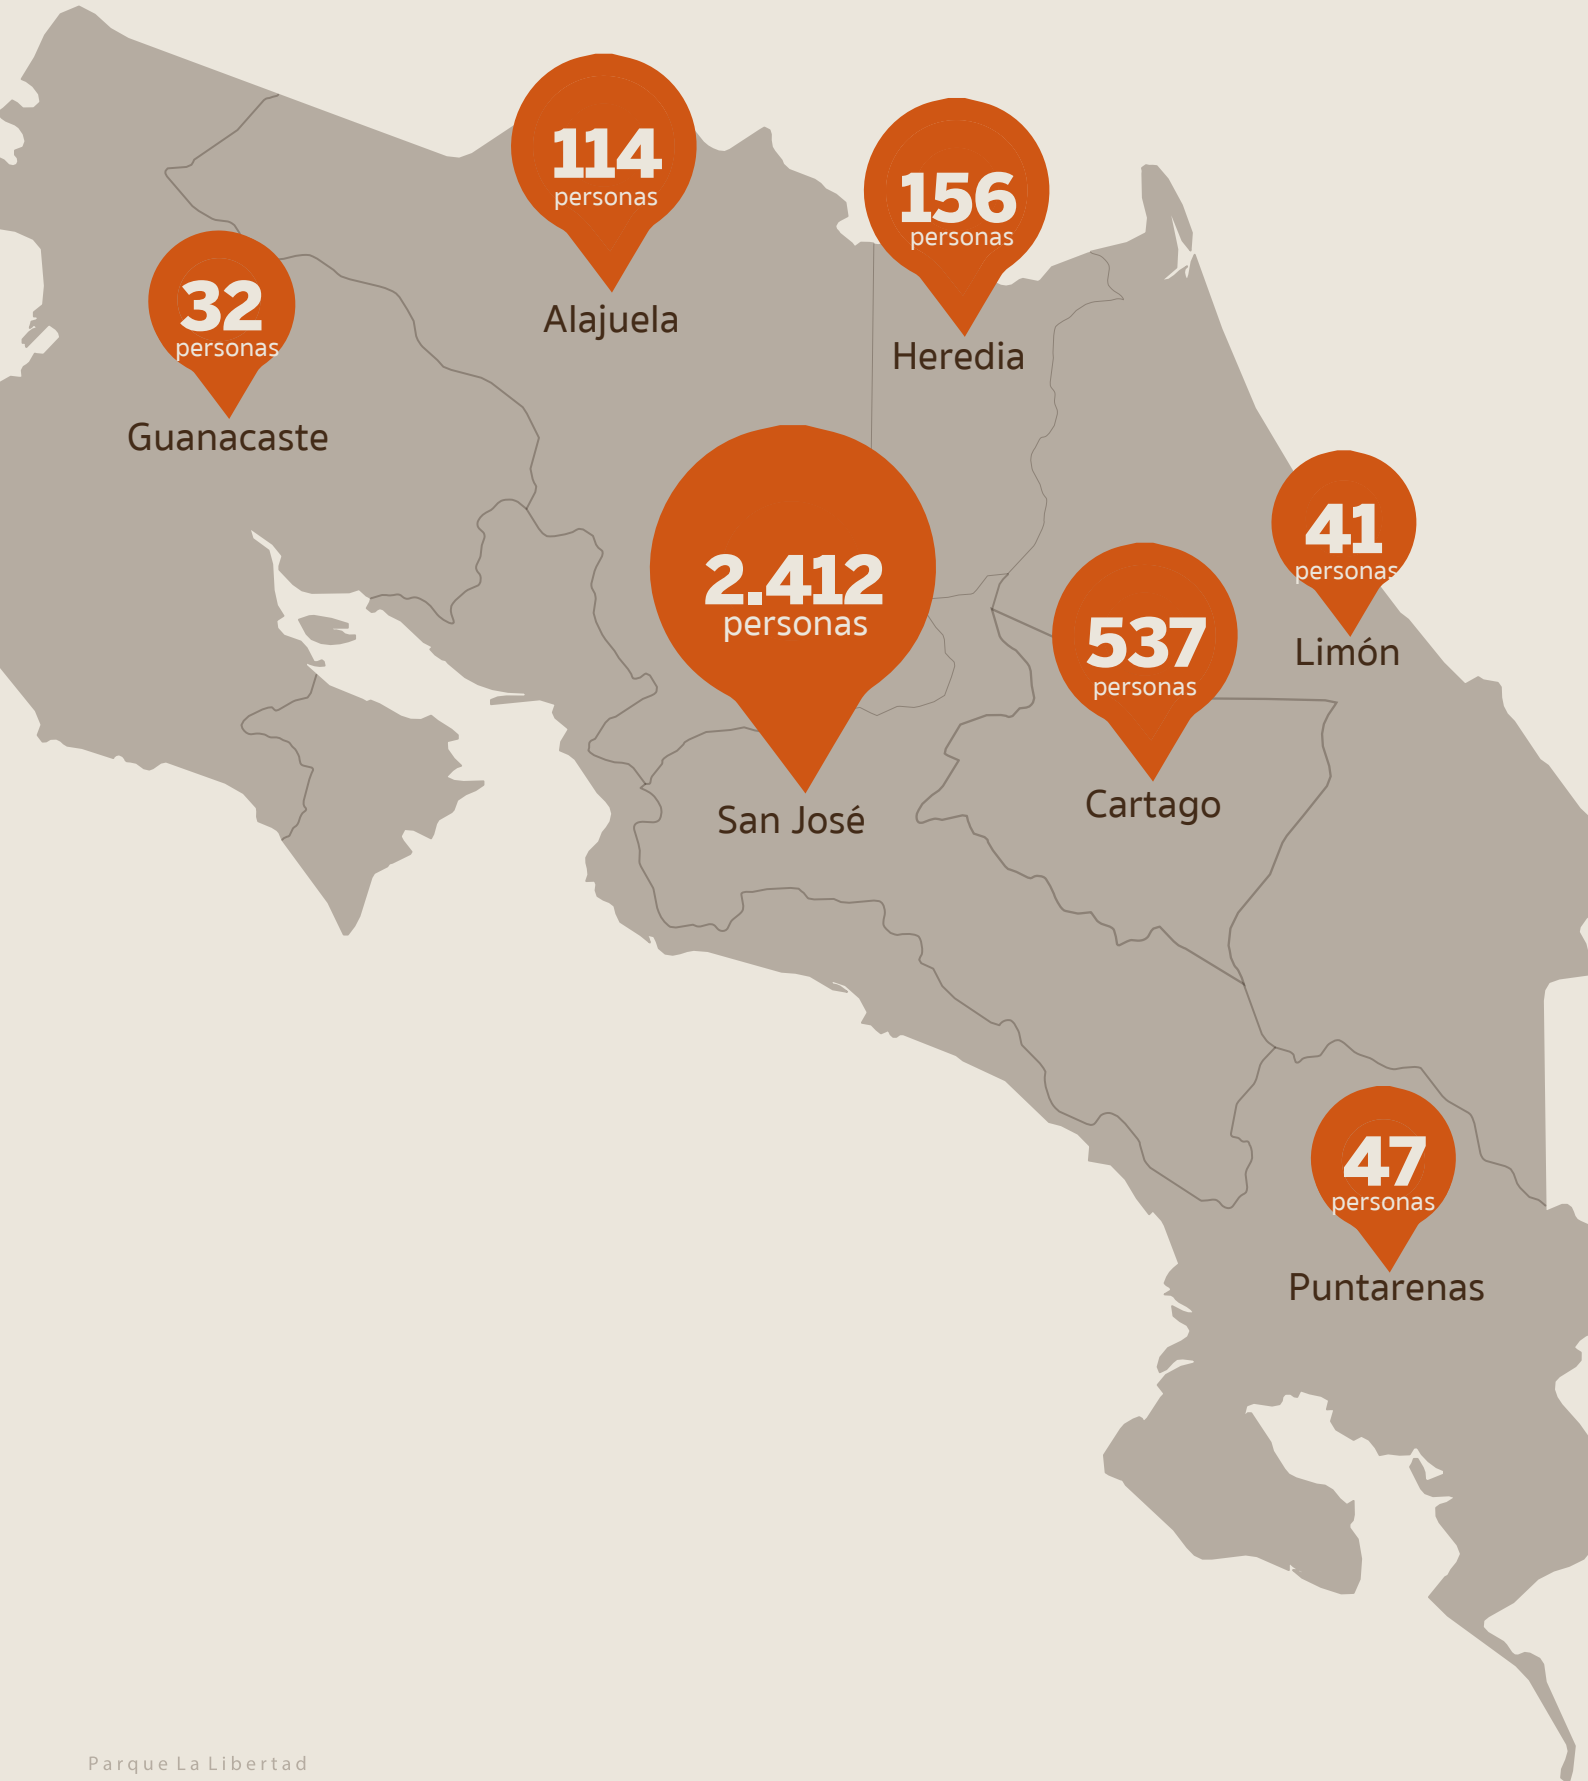 114
personas
Alajuela
156
personas
Heredia
32
personas
Guanacaste
2.412
personas
San José
41
personas
Limón
537
personas
Cartago
47
personas
Puntarenas
Parque La Libertad